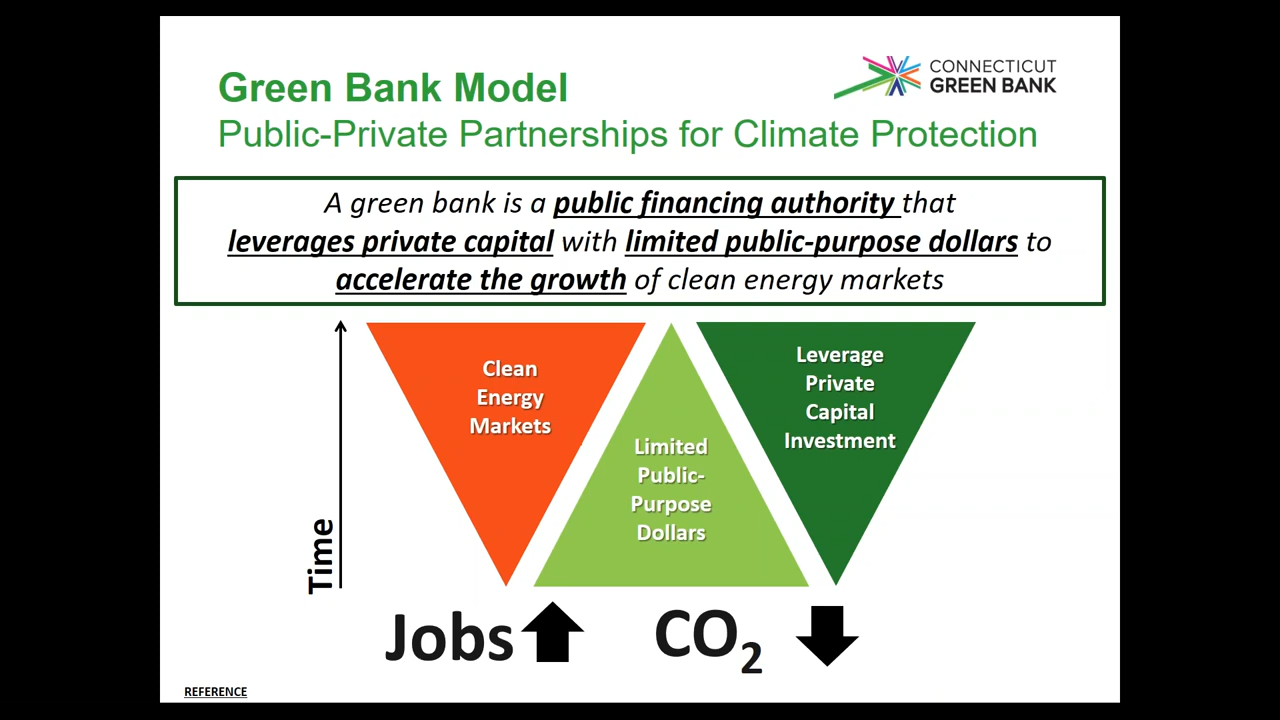 Green Bank Model
Public-Private Partnerships for Climate Protection
CONNECTICUT
GREEN BANK
A green bank is a public financing authority that
leverages private capital with limited public-purpose dollars to
accelerate the growth of clean energy markets
Time
Clean
Energy
Markets
Limited
Public-
Purpose
Dollars
Leverage
Private
Capital
Investment
Jobs
CO₂
REFERENCE